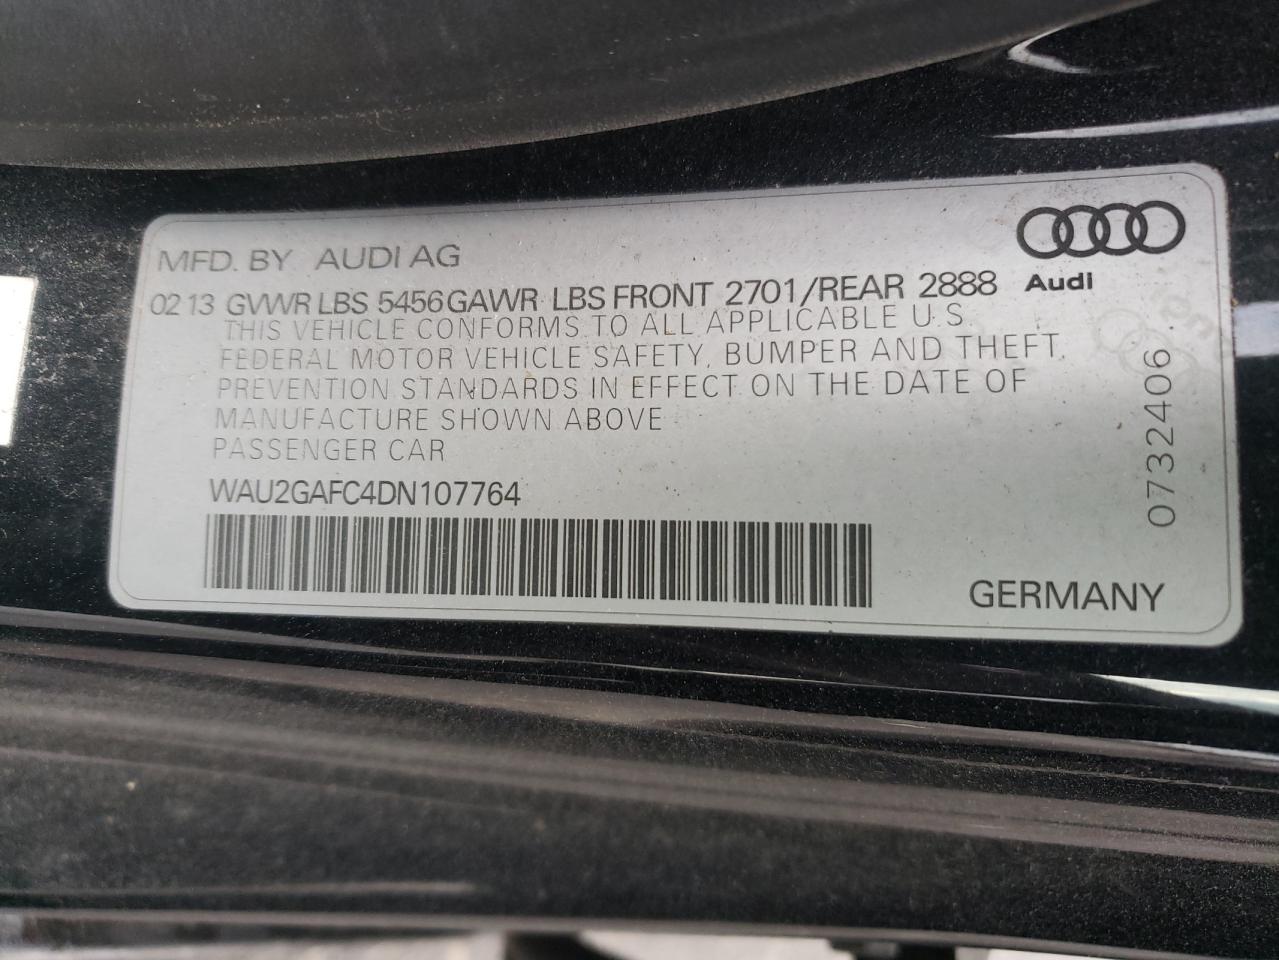 MFD. BY AUDI AG
02 13 GVWR LBS 5456 GAWR LBS FRONT 2701/REAR 2888
Audi
THIS VEHICLE CONFORMS TO ALL APPLICABLE U.S.
FEDERAL MOTOR VEHICLE SAFETY, BUMPER AND THEFT
PREVENTION STANDARDS IN EFFECT ON THE DATE OF
MANUFACTURE SHOWN ABOVE
PASSENGER CAR
WAU2GAFC4DN107764
GERMANY
0732406